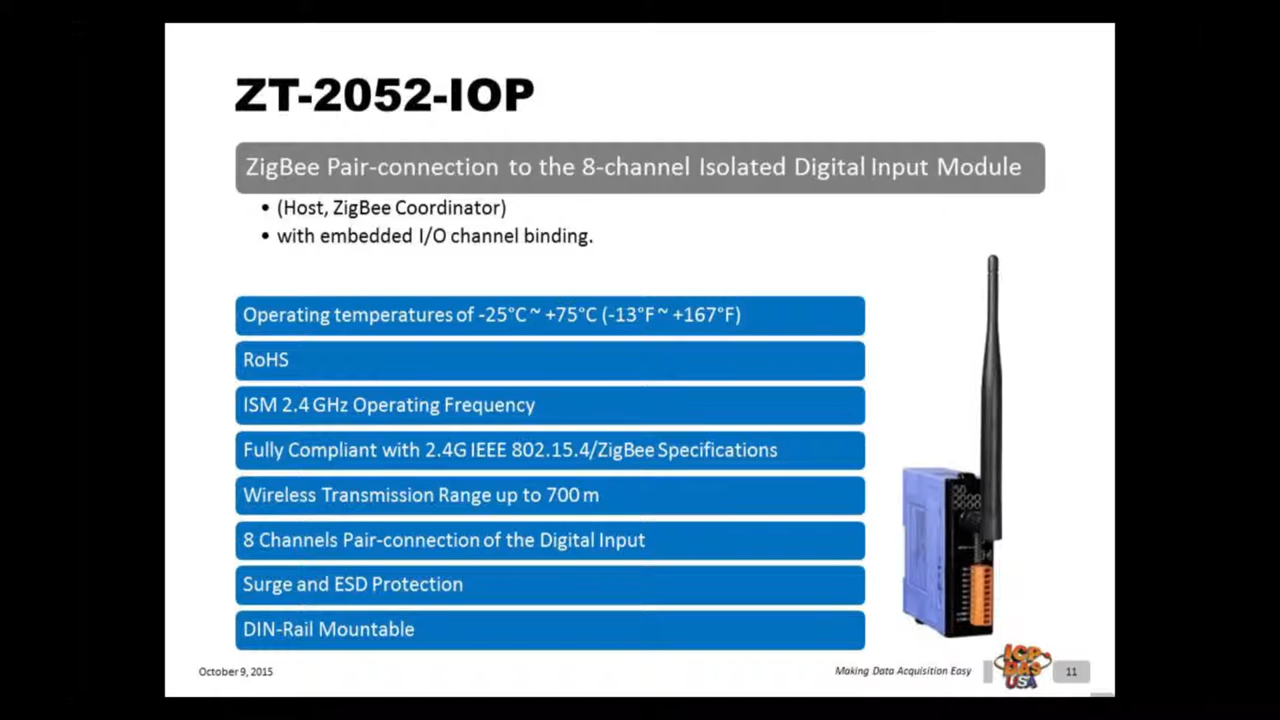 ZT-2052-IOP
ZigBee Pair-connection to the 8-channel Isolated Digital Input Module
• (Host, ZigBee Coordinator)
• with embedded I/O channel binding.
Operating temperatures of -25°C ~ +75°C (-13°F ~ +167°F)
RoHS
ISM 2.4 GHz Operating Frequency
Fully Compliant with 2.4G IEEE 802.15.4/ZigBee Specifications
Wireless Transmission Range up to 700 m
8 Channels Pair-connection of the Digital Input
Surge and ESD Protection
DIN-Rail Mountable
October 9, 2015
Making Data Acquisition Easy
ICP
DAS
USA
11